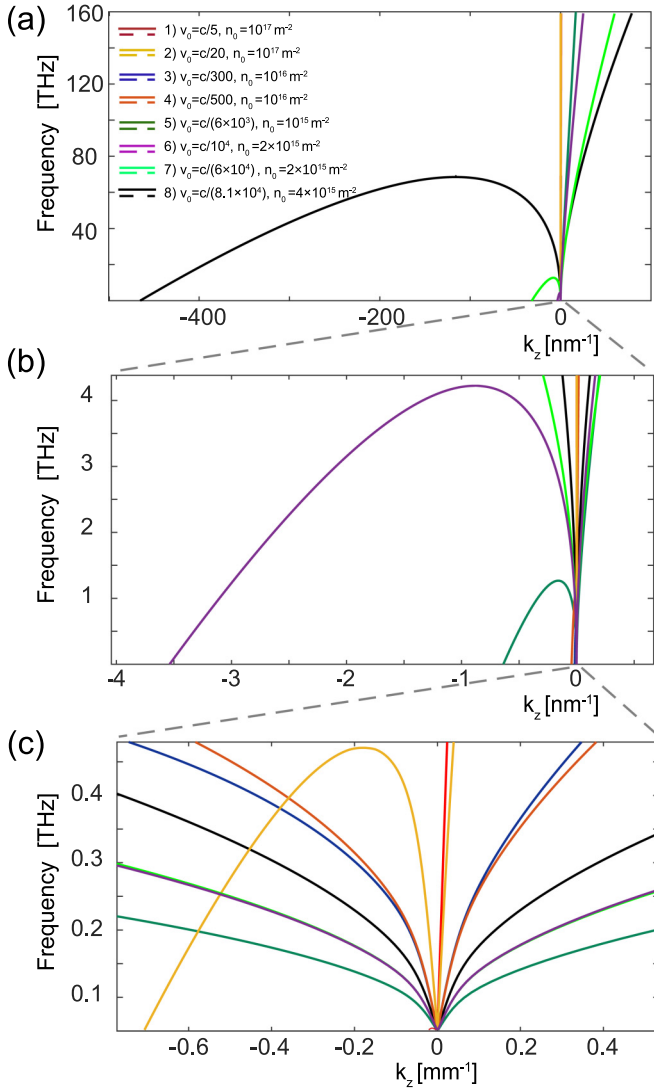 (a)
160
120
80
40
Frequency [THz]
1) v₀=c/5, n₀=10¹⁷ m⁻²
2) v₀=c/20, n₀=10¹⁷ m⁻²
3) v₀=c/300, n₀=10¹⁶ m⁻²
4) v₀=c/500, n₀=10¹⁶ m⁻²
5) v₀=c/(6×10³), n₀=10¹⁵ m⁻²
6) v₀=c/10⁴, n₀=2×10¹⁵ m⁻²
7) v₀=c/(6×10⁴), n₀=2×10¹⁵ m⁻²
8) v₀=c/(8.1×10⁴), n₀=4×10¹⁵ m⁻²
-400 -200 0
k_z [nm⁻¹]
(b)
4
3
2
1
Frequency [THz]
-4 -3 -2 -1 0
k_z [nm⁻¹]
(c)
0.4
0.3
0.2
0.1
Frequency [THz]
-0.6 -0.4 -0.2 0 0.2 0.4
k_z [mm⁻¹]